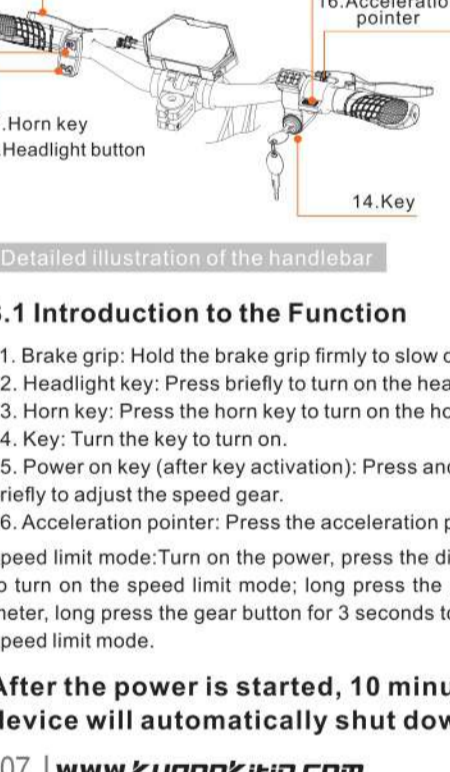 16.Acceleratio
pointer
.Horn key
.Headlight button
14.Key
Detailed illustration of the handlebar
.1 Introduction to the Function
1. Brake grip: Hold the brake grip firmly to slow
2. Headlight key: Press briefly to turn on the hea
3. Horn key: Press the horn key to turn on the ho
4. Key: Turn the key to turn on.
5. Power on key (after key activation): Press and
riefly to adjust the speed gear.
6. Acceleration pointer: Press the acceleration p
peed limit mode:Turn on the power, press the di
o turn on the speed limit mode; long press the
meter, long press the gear button for 3 seconds to
peed limit mode.
After the power is started, 10 minu
device will automatically shut dow
07 |